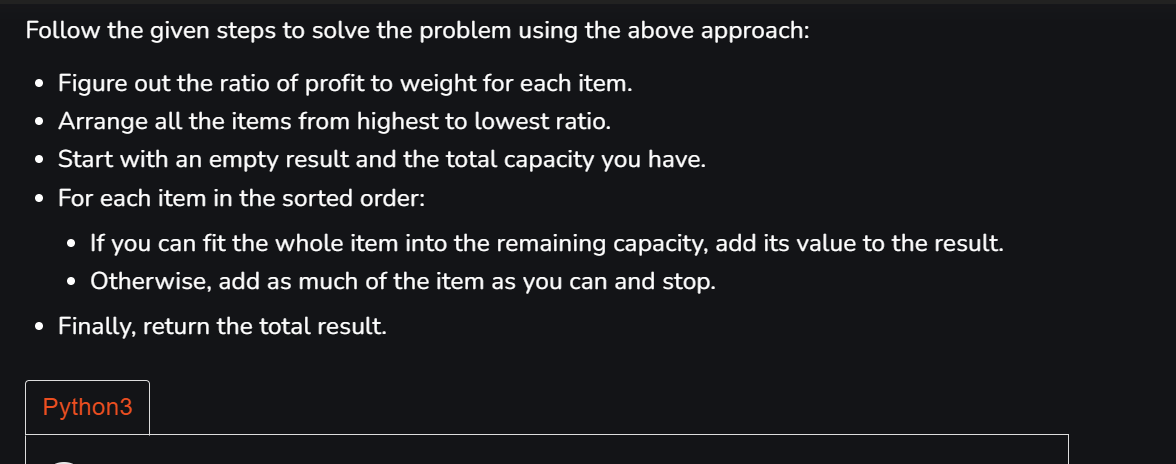 Follow the given steps to solve the problem using the above approach:
Figure out the ratio of profit to weight for each item.
Arrange all the items from highest to lowest ratio.
Start with an empty result and the total capacity you have.
For each item in the sorted order:
If you can fit the whole item into the remaining capacity, add its value to the result.
Otherwise, add as much of the item as you can and stop.
Finally, return the total result.
Python3